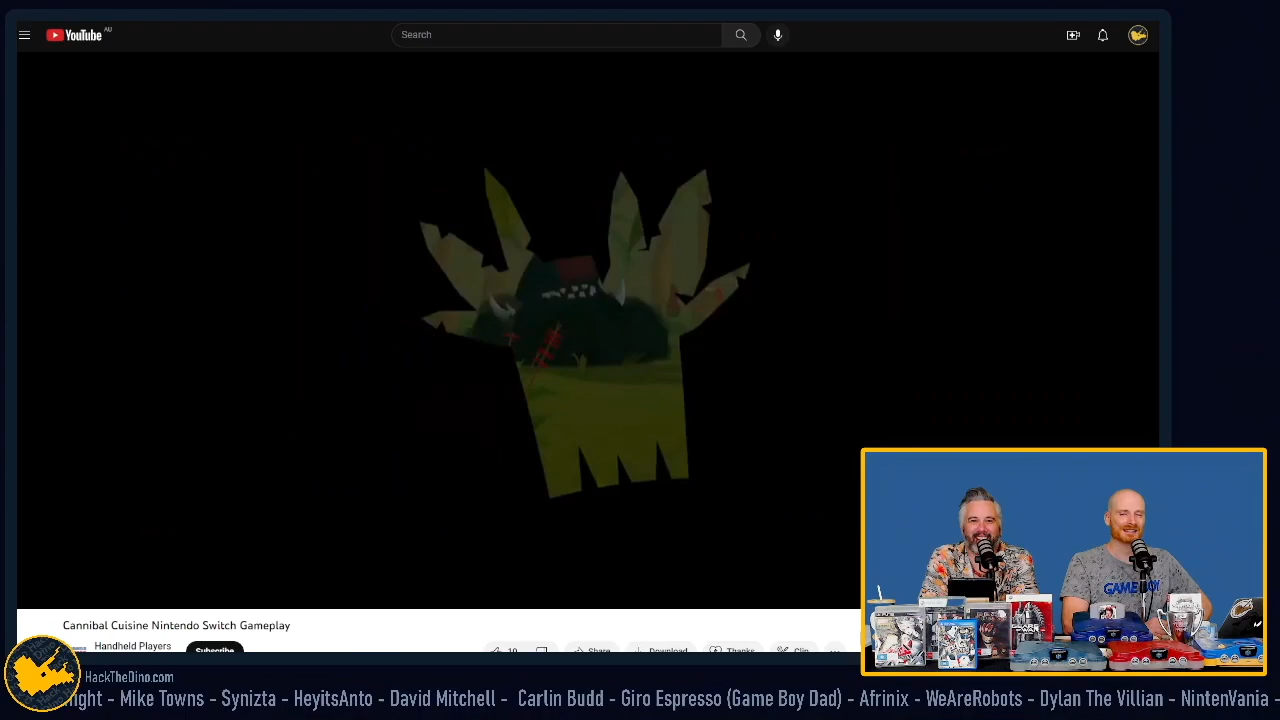 YouTube AU
Search
Cannibal Cuisine Nintendo Switch Gameplay
Handheld Players
Subscribe
19
Share
Download
Thanks
Clip
GAME BOY
HackTheDino.com
ight - Mike Towns - Synizta - HeyitsAnto - David Mitchell - Carlin Budd - Giro Espresso (Game Boy Dad) - Afrinix - WeAreRobots - Dylan The Villian - NintenVania